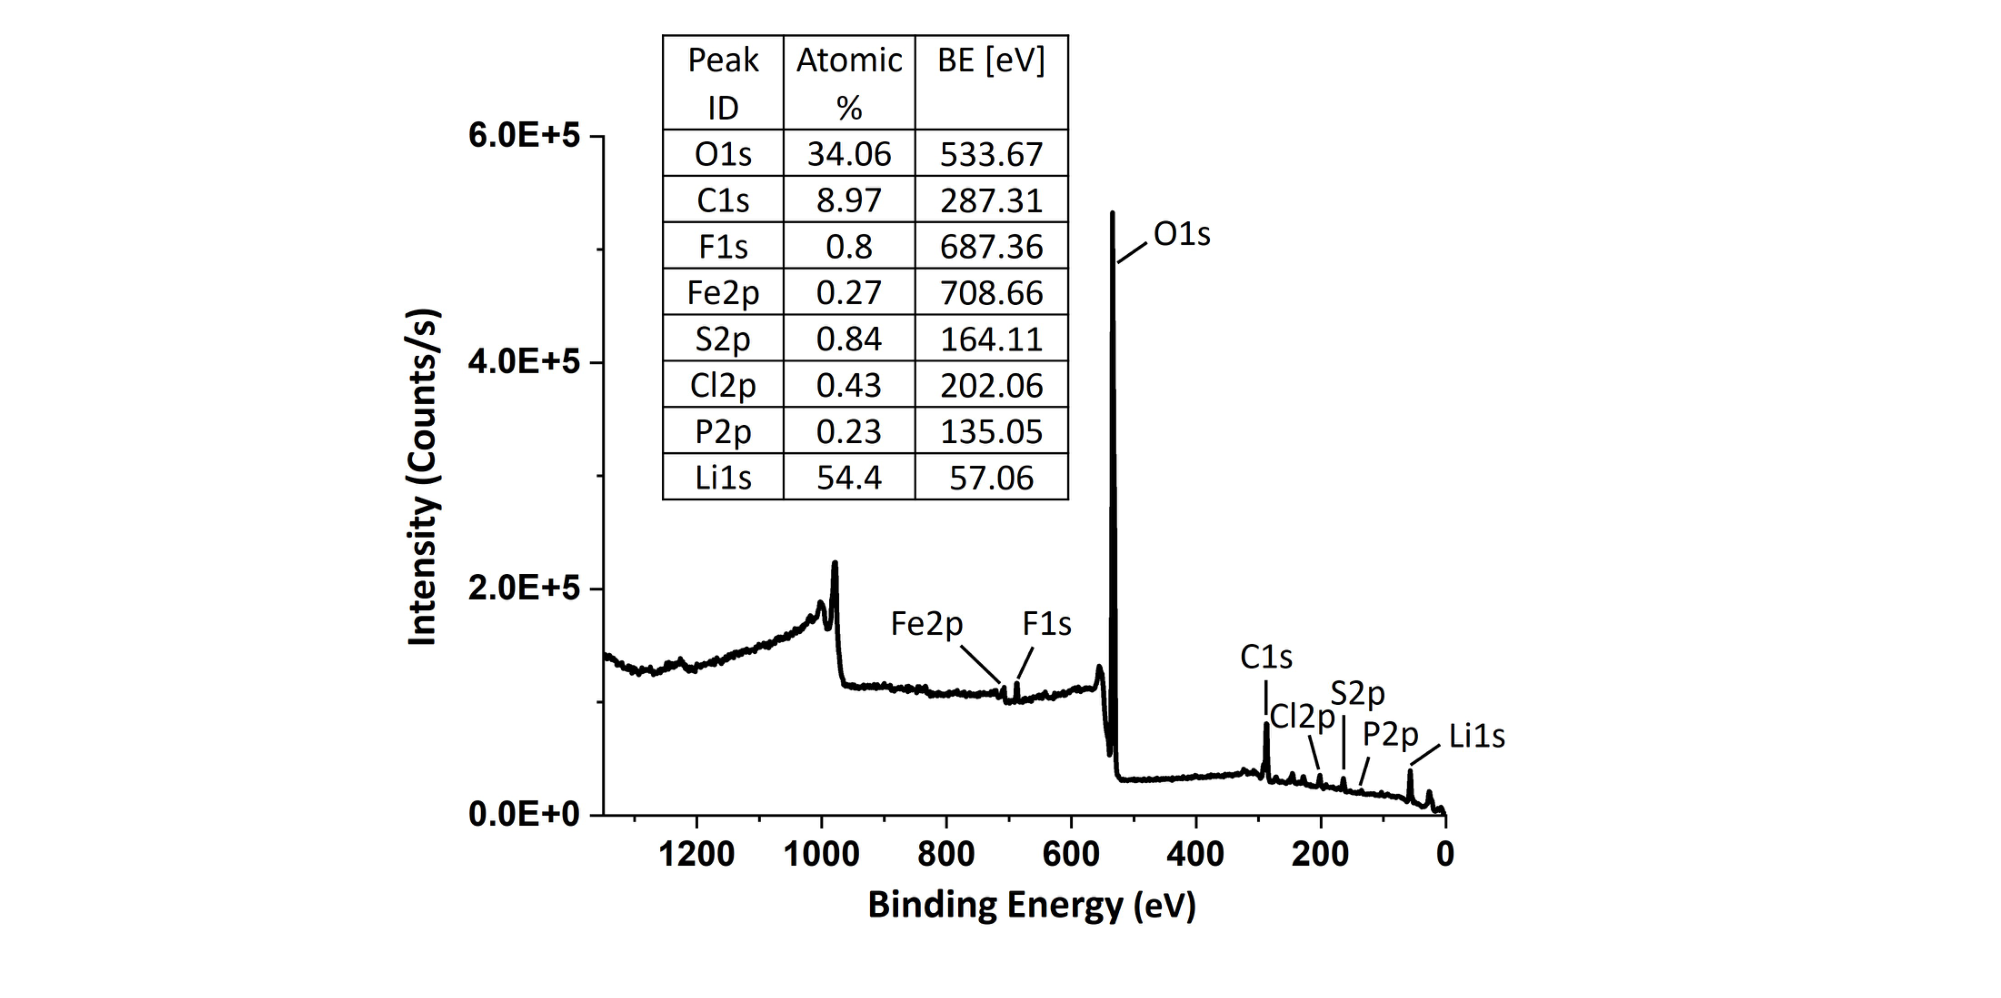 Peak ID Atomic % BE [eV]
O1s 34.06 533.67
C1s 8.97 287.31
F1s 0.8 687.36
Fe2p 0.27 708.66
S2p 0.84 164.11
Cl2p 0.43 202.06
P2p 0.23 135.05
Li1s 54.4 57.06
6.0E+5
4.0E+5
2.0E+5
0.0E+0
Intensity (Counts/s)
O1s
Fe2p
F1s
C1s
Cl2p
S2p
P2p
Li1s
1200 1000 800 600 400 200 0
Binding Energy (eV)